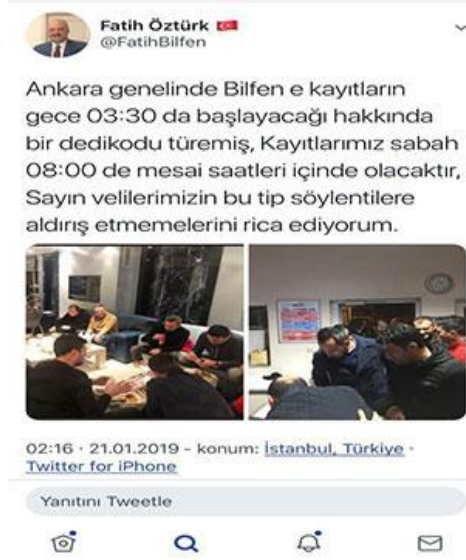 Fatih Öztürk
@FatihBilfen
Ankara genelinde Bilfen e kayıtların
gece 03:30 da başlayacağı hakkında
bir dedikodu türemiş, Kayıtlarımız sabah
08:00 de mesai saatleri içinde olacaktır,
Sayın velilerimizin bu tip söylentilere
aldırış etmemelerini rica ediyorum.
02:16 · 21.01.2019 - konum: İstanbul, Türkiye ·
Twitter for iPhone
Yanıtını Tweetle